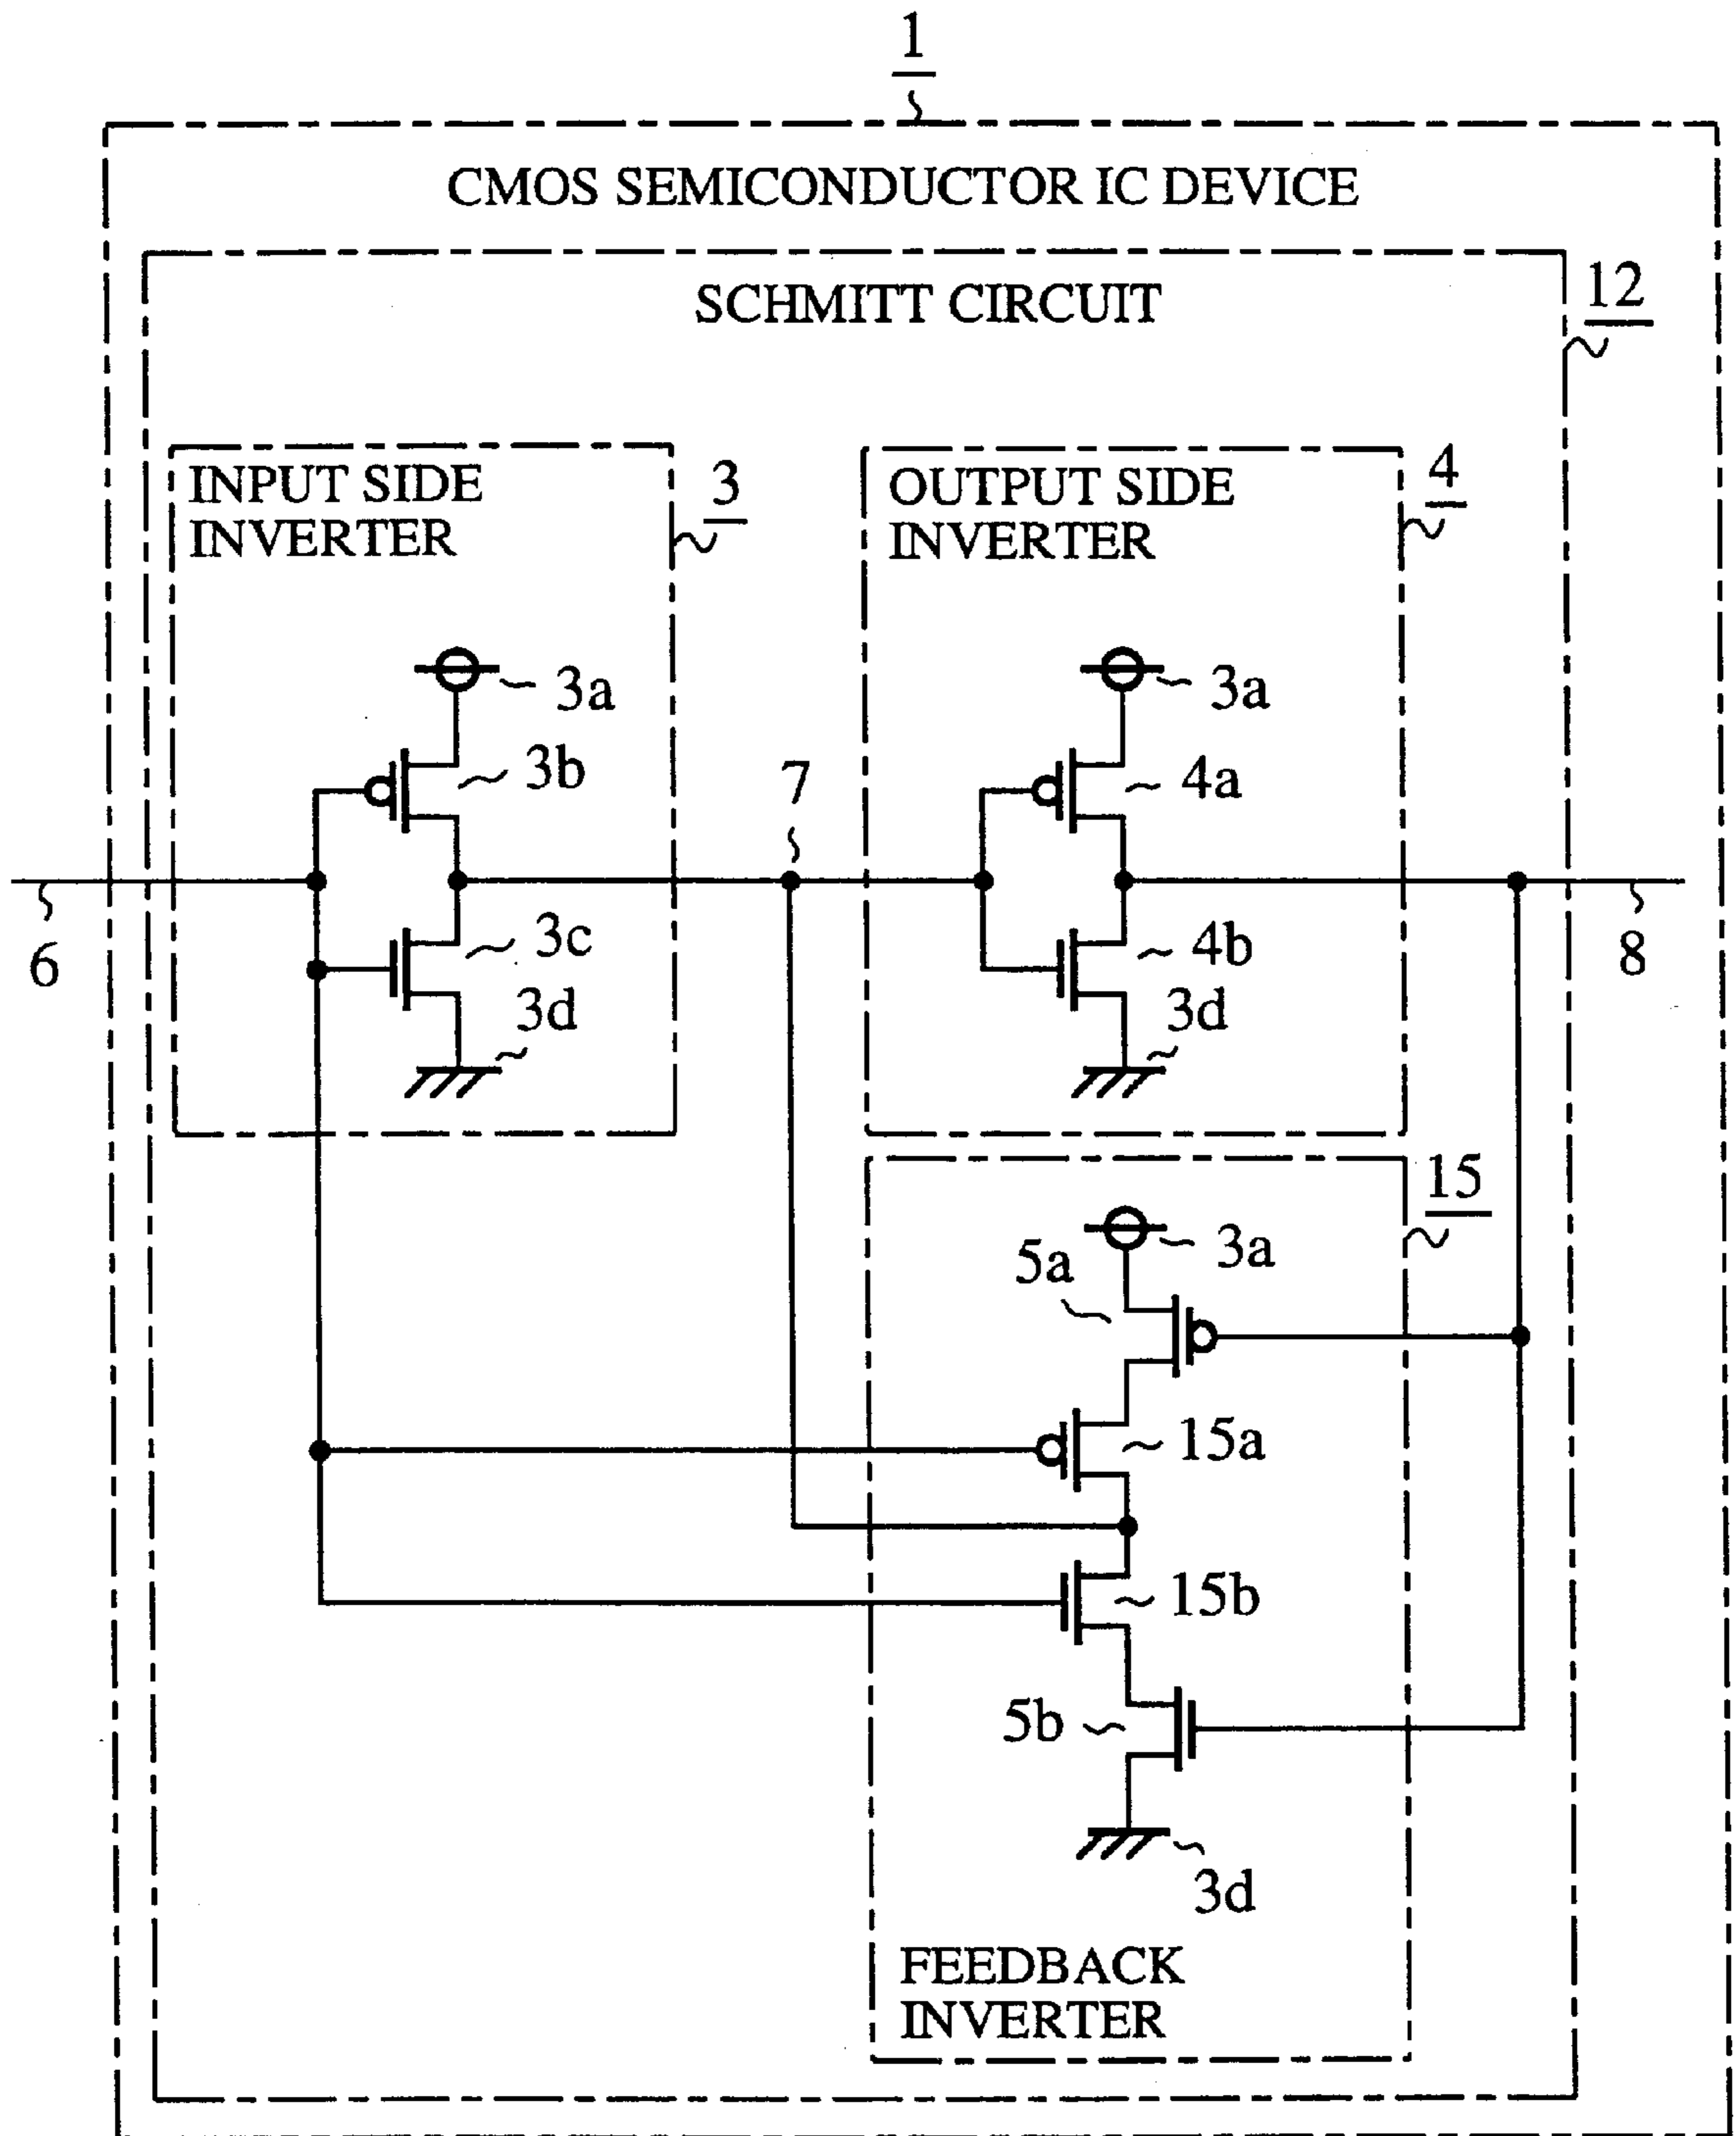 1
CMOS SEMICONDUCTOR IC DEVICE
SCHMITT CIRCUIT
12
INPUT SIDE
INVERTER
3
OUTPUT SIDE
INVERTER
4
3a
3a
3b
7
4a
3c
4b
6
8
3d
3d
15
3a
5a
15a
15b
5b
3d
FEEDBACK
INVERTER